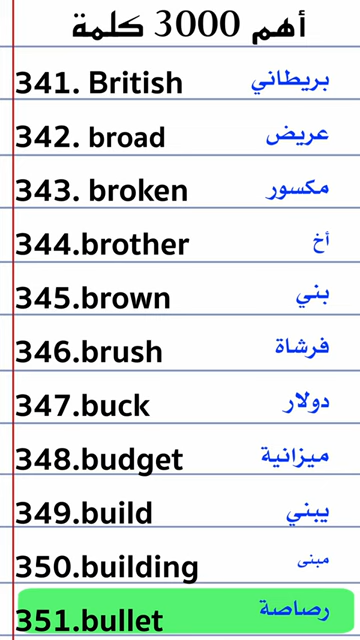 أهم 3000 كلمة
341. British بريطاني
342. broad عريض
343. broken مكسور
344.brother أخ
345.brown بني
346.brush فرشاة
347.buck دولار
348.budget ميزانية
349.build يبني
350.building مبنى
351.bullet رصاصة